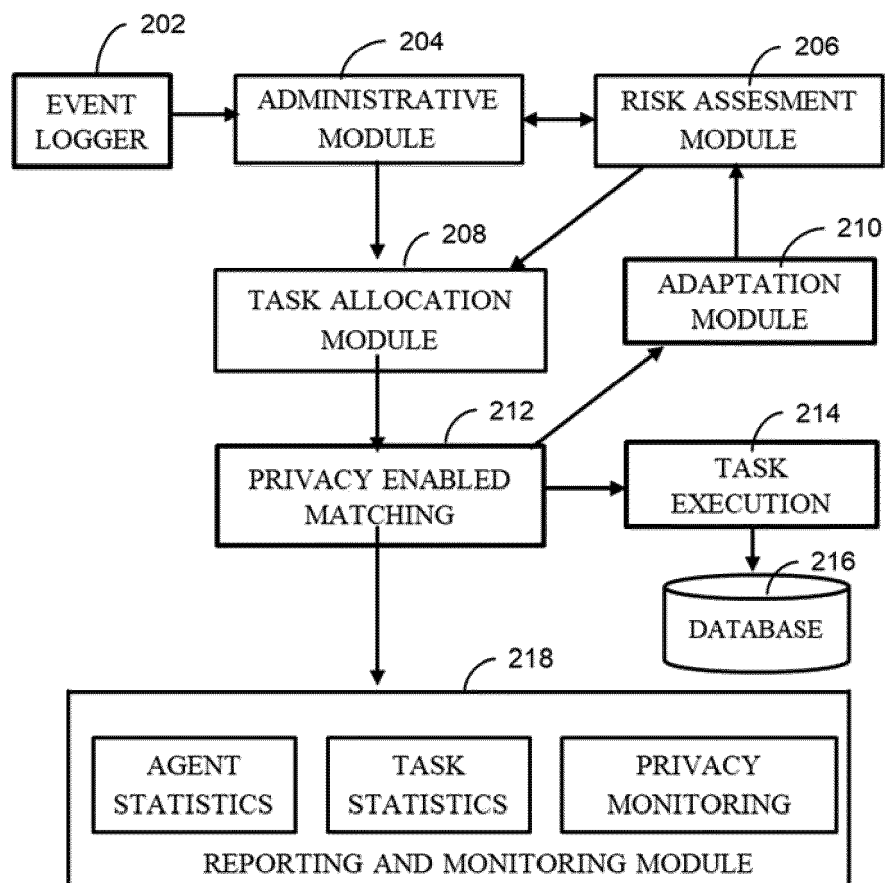 202
EVENT
LOGGER
204
ADMINISTRATIVE
MODULE
206
RISK ASSESMENT
MODULE
208
TASK ALLOCATION
MODULE
210
ADAPTATION
MODULE
212
PRIVACY ENABLED
MATCHING
214
TASK
EXECUTION
216
DATABASE
218
AGENT
STATISTICS
TASK
STATISTICS
PRIVACY
MONITORING
REPORTING AND MONITORING MODULE